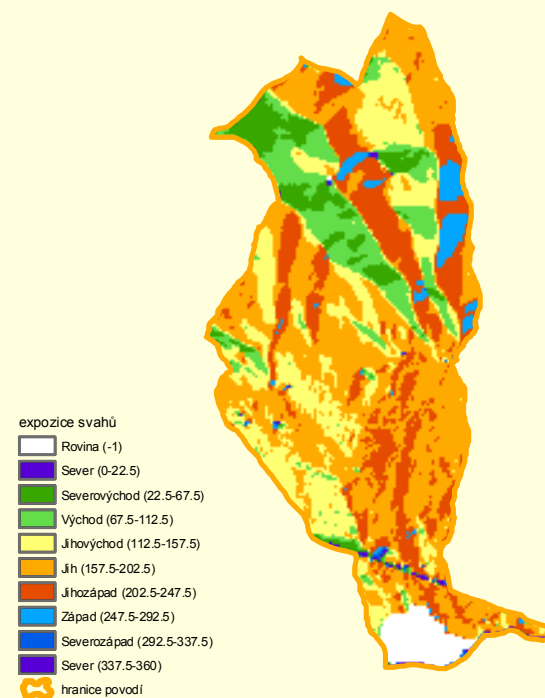 expozice svahů
Rovina (-1)
Sever (0-22.5)
Severovýchod (22.5-67.5)
Východ (67.5-112.5)
Jihovýchod (112.5-157.5)
Jih (157.5-202.5)
Jihozápad (202.5-247.5)
Západ (247.5-292.5)
Severozápad (292.5-337.5)
Sever (337.5-360)
hranice povodí